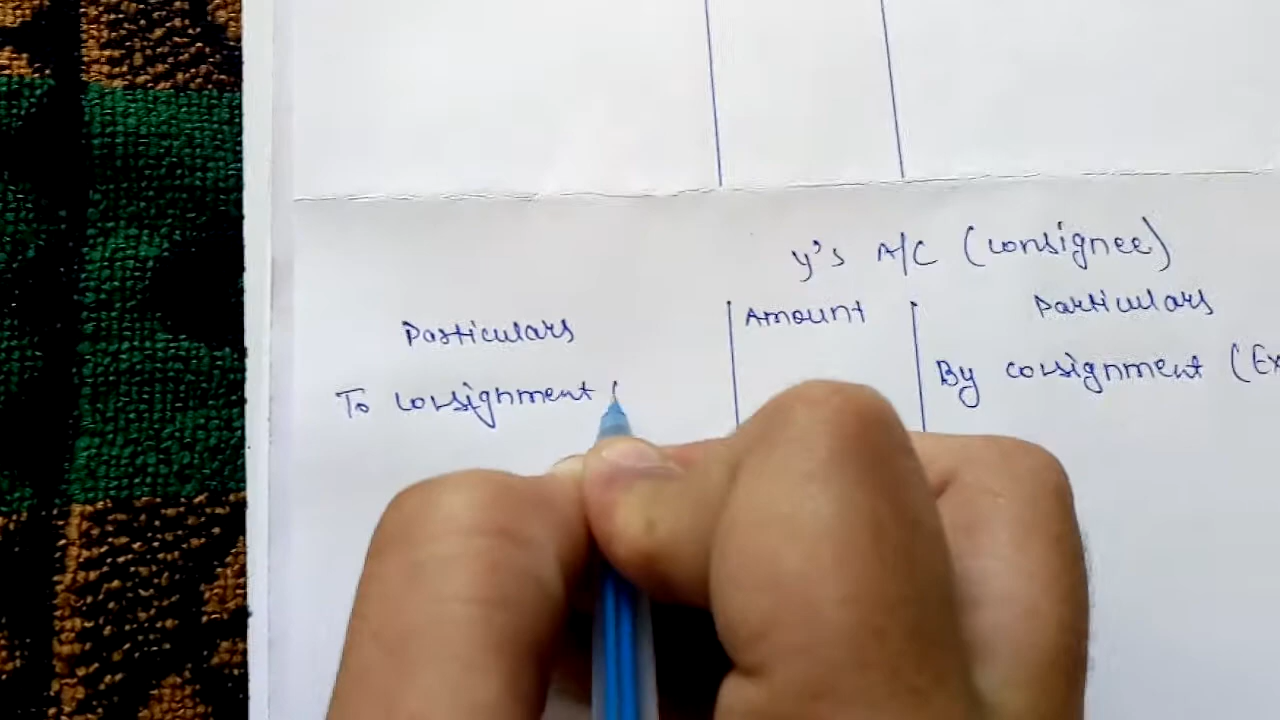 y's A/C (consignee)
Particulars Amount Particulars
To consignment (
By consignment (Ex